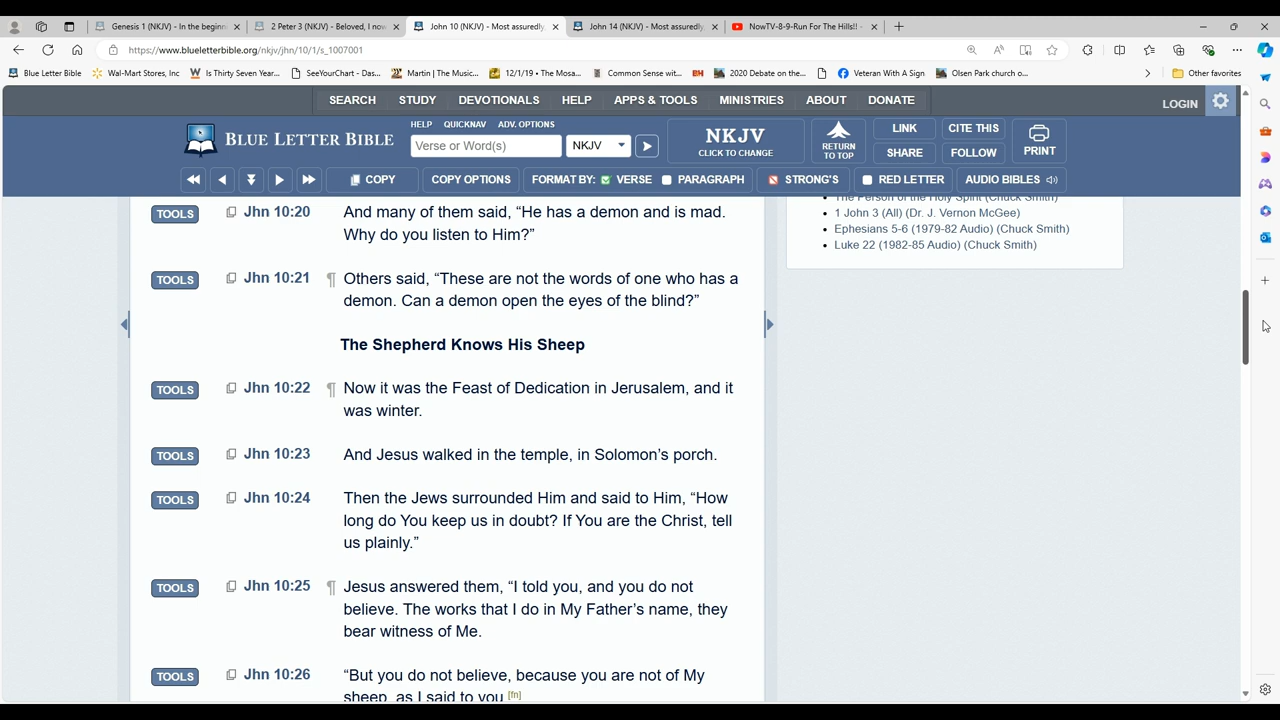 Genesis 1 (NKJV) - In the beginn
2 Peter 3 (NKJV) - Beloved, I now
John 10 (NKJV) - Most assuredly,
John 14 (NKJV) - Most assuredly,
NowTV-8-9-Run For The Hills!! -
https://www.blueletterbible.org/nkjv/jhn/10/1/s_1007001
Blue Letter Bible
Wal-Mart Stores, Inc
Is Thirty Seven Year...
SeeYourChart - Das...
Martin | The Music...
12/1/19 • The Mosa...
Common Sense wit...
2020 Debate on the...
Veteran With A Sign
Olsen Park church o...
Other favorites
SEARCH STUDY DEVOTIONALS HELP APPS & TOOLS MINISTRIES ABOUT DONATE
LOGIN
BLUE LETTER BIBLE
HELP QUICKNAV ADV. OPTIONS
Verse or Word(s)
NKJV
NKJV
CLICK TO CHANGE
RETURN
TO TOP
LINK
CITE THIS
SHARE
FOLLOW
PRINT
COPY
COPY OPTIONS
FORMAT BY: VERSE PARAGRAPH
STRONG'S
RED LETTER
AUDIO BIBLES
The Person of the Holy Spirit (Chuck Smith)
• 1 John 3 (All) (Dr. J. Vernon McGee)
• Ephesians 5-6 (1979-82 Audio) (Chuck Smith)
• Luke 22 (1982-85 Audio) (Chuck Smith)
TOOLS Jhn 10:20 And many of them said, “He has a demon and is mad.
Why do you listen to Him?”
TOOLS Jhn 10:21 ¶ Others said, “These are not the words of one who has a
demon. Can a demon open the eyes of the blind?”
The Shepherd Knows His Sheep
TOOLS Jhn 10:22 ¶ Now it was the Feast of Dedication in Jerusalem, and it
was winter.
TOOLS Jhn 10:23 And Jesus walked in the temple, in Solomon’s porch.
TOOLS Jhn 10:24 Then the Jews surrounded Him and said to Him, “How
long do You keep us in doubt? If You are the Christ, tell
us plainly.”
TOOLS Jhn 10:25 ¶ Jesus answered them, “I told you, and you do not
believe. The works that I do in My Father’s name, they
bear witness of Me.
TOOLS Jhn 10:26 “But you do not believe, because you are not of My
sheep, as I said to you.[fn]